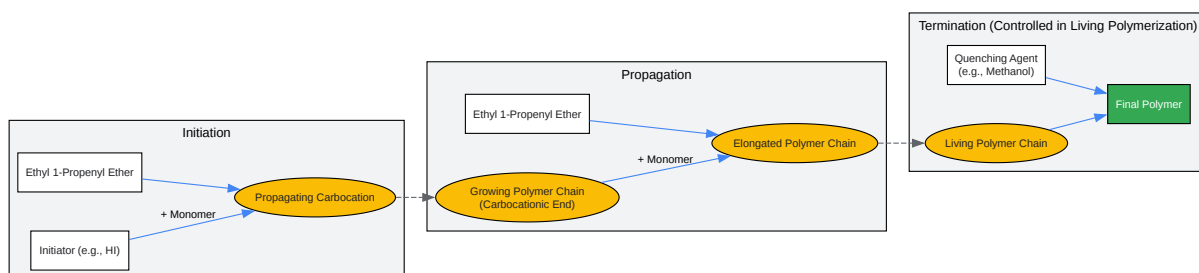 Initiation
Ethyl 1-Propenyl Ether
+ Monomer
Initiator (e.g., HI)
Propagating Carbocation
Propagation
Ethyl 1-Propenyl Ether
+ Monomer
Growing Polymer Chain
(Carbocationic End)
Elongated Polymer Chain
Termination (Controlled in Living Polymerization)
Quenching Agent
(e.g., Methanol)
Living Polymer Chain
Final Polymer